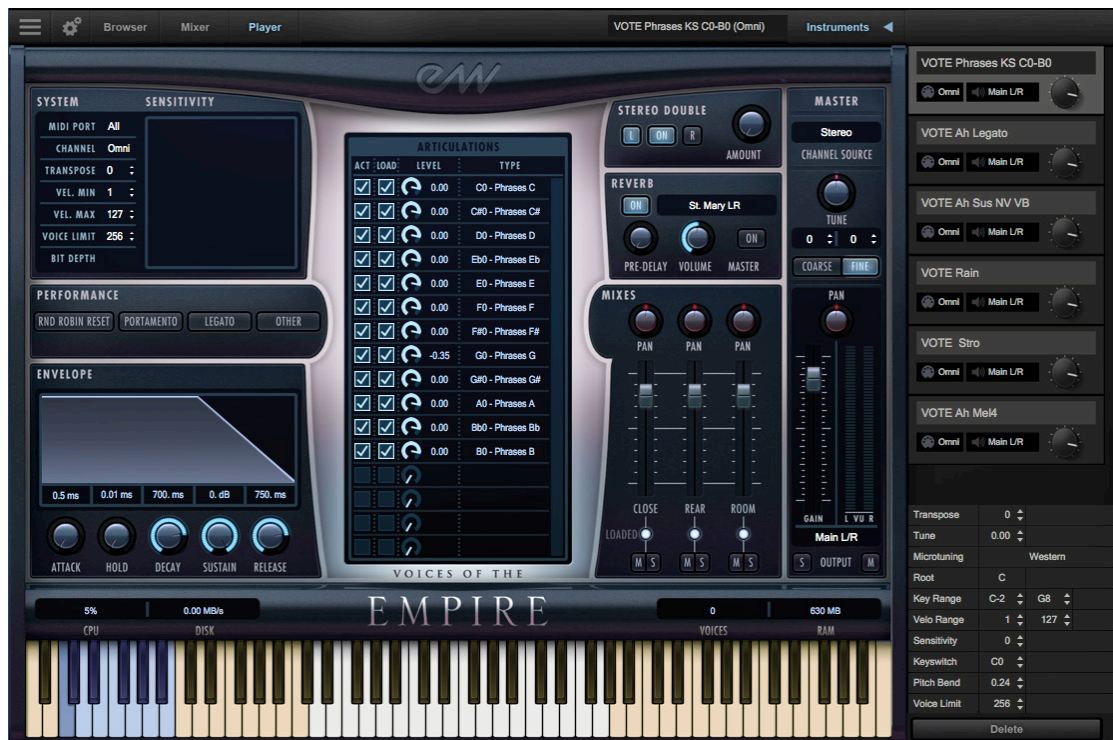 Browser Mixer Player VOTE Phrases KS C0-B0 (Omni) Instruments
EW
SYSTEM SENSITIVITY
MIDI PORT All
CHANNEL Omni
TRANSPOSE 0
VEL. MIN 1
VEL. MAX 127
VOICE LIMIT 256
BIT DEPTH
PERFORMANCE
RND ROBIN RESET PORTAMENTO LEGATO OTHER
ENVELOPE
0.5 ms 0.01 ms 700. ms 0. dB 750. ms
ATTACK HOLD DECAY SUSTAIN RELEASE
ARTICULATIONS
ACT LOAD LEVEL TYPE
0.00 C0 - Phrases C
0.00 C#0 - Phrases C#
0.00 D0 - Phrases D
0.00 Eb0 - Phrases Eb
0.00 E0 - Phrases E
0.00 F0 - Phrases F
0.00 F#0 - Phrases F#
-0.35 G0 - Phrases G
0.00 G#0 - Phrases G#
0.00 A0 - Phrases A
0.00 Bb0 - Phrases Bb
0.00 B0 - Phrases B
STEREO DOUBLE
L ON R
AMOUNT
REVERB
ON St. Mary LR
ON
PRE-DELAY VOLUME MASTER
MIXES
PAN PAN PAN
CLOSE REAR ROOM
LOADED
M S M S M S
MASTER
Stereo
CHANNEL SOURCE
TUNE
0 0
COARSE FINE
PAN
GAIN L VU R
Main L/R
S OUTPUT M
VOICES OF THE
EMPIRE
5% 0.00 MB/s
CPU DISK
0 630 MB
VOICES RAM
VOTE Phrases KS C0-B0
Omni Main L/R
VOTE Ah Legato
Omni Main L/R
VOTE Ah Sus NV VB
Omni Main L/R
VOTE Rain
Omni Main L/R
VOTE Stro
Omni Main L/R
VOTE Ah Mel4
Omni Main L/R
Transpose 0
Tune 0.00
Microtuning Western
Root C
Key Range C-2 G8
Velo Range 1 127
Sensitivity 0
Keyswitch C0
Pitch Bend 0.24
Voice Limit 256
Delete